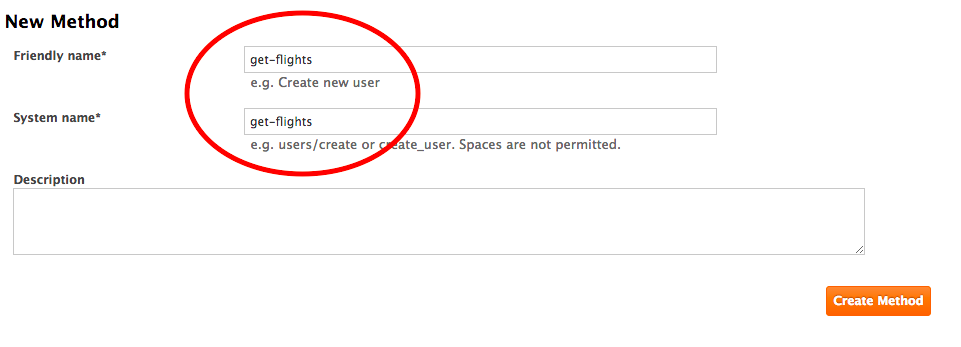 New Method
Friendly name*
get-flights
e.g. Create new user
System name*
get-flights
e.g. users/create or create_user. Spaces are not permitted.
Description
Create Method